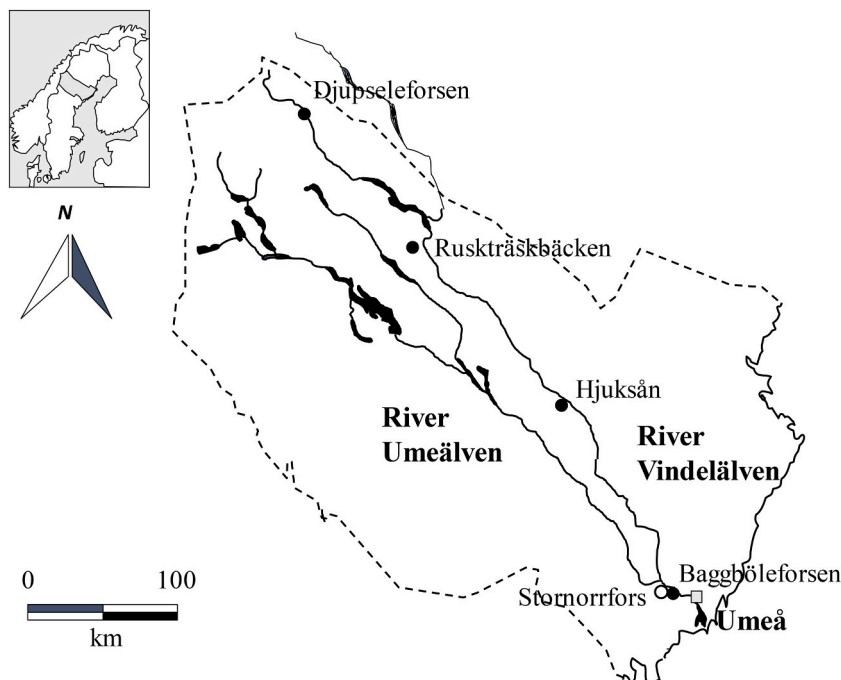 Djupseleforsen
N
Ruskträskbäcken
Hjuksån
River
Umeälven
River
Vindelälven
0 100
km
Baggböleforsen
Stornorrfors
Umeå